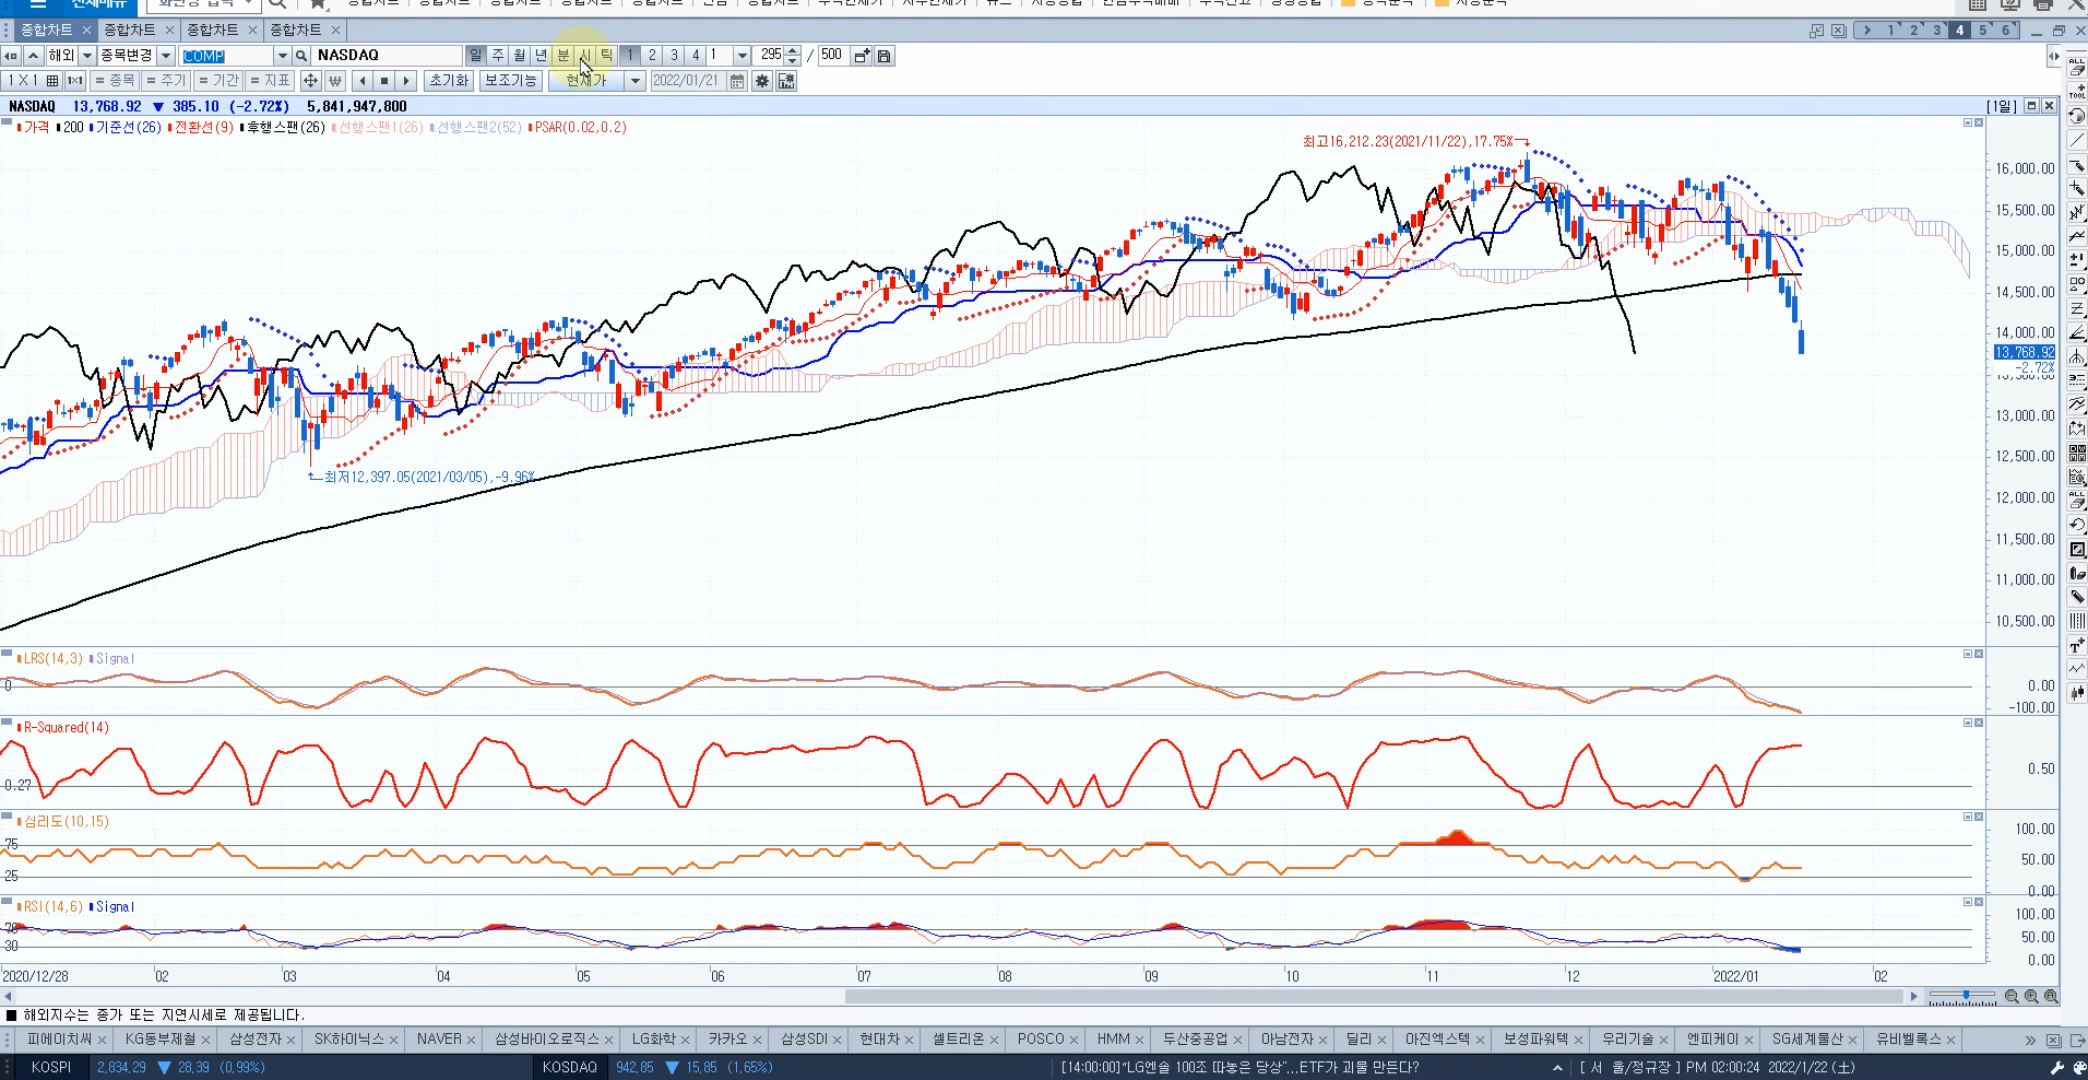 전체메뉴
종합차트 × 종합차트 × 종합차트 × 종합차트 ×
1 2 3 4 5 6
해외 종목변경 COMP NASDAQ 일 주 월 년 분 시 틱 1 2 3 4 1 295 / 500
1X1 = 종목 = 주기 = 기간 = 지표 초기화 보조기능 현재가 2022/01/21
NASDAQ 13,768.92 ▼ 385.10 (-2.72%) 5,841,947,800 [1일]
가격 200 기준선(26) 전환선(9) 후행스팬(26) 선행스팬1(26) 선행스팬2(52) PSAR(0.02,0.2)
최고16,212.23(2021/11/22),17.75%
16,000.00
15,500.00
15,000.00
14,500.00
14,000.00
13,768.92
-2.72%
13,000.00
최저12,397.05(2021/03/05),-9.96%
12,500.00
12,000.00
11,500.00
11,000.00
10,500.00
LRS(14,3) Signal
0 0.00
-100.00
R-Squared(14)
0.50
0.27
심리도(10,15)
100.00
75
50.00
25
0.00
RSI(14,6) Signal
100.00
70
50.00
30
0.00
2020/12/28 02 03 04 05 06 07 08 09 10 11 12 2022/01 02
■ 해외지수는 종가 또는 지연시세로 제공됩니다.
피에이치씨 × KG동부제철 × 삼성전자 × SK하이닉스 × NAVER × 삼성바이오로직스 × LG화학 × 카카오 × 삼성SDI × 현대차 × 셀트리온 × POSCO × HMM × 두산중공업 × 아남전자 × 딜리 × 아진엑스텍 × 보성파워텍 × 우리기술 × 엔피케이 × SG세계물산 × 유비벨록스 ×
KOSPI 2,834.29 ▼ 28.39 (0.99%) KOSDAQ 942.85 ▼ 15.85 (1.65%) [14:00:00]"LG엔솔 100조 따놓은 당상"...ETF가 괴물 만든다? [ 서 울/정규장 ] PM 02:00:24 2022/1/22 (토)